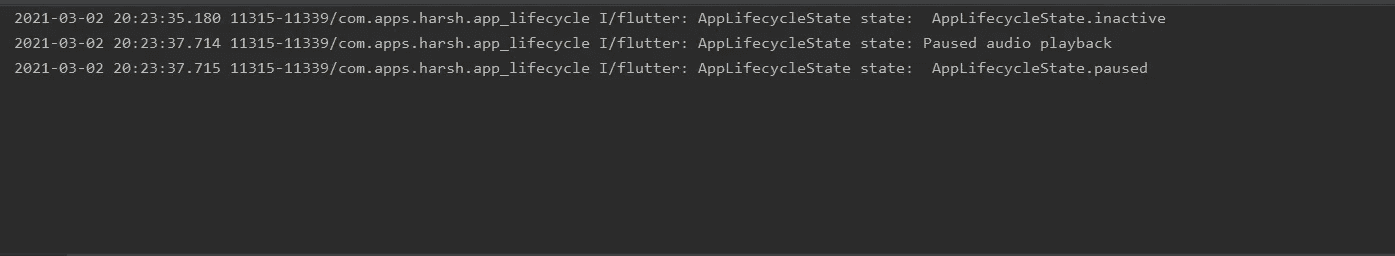 2021-03-02 20:23:35.180 11315-11339/com.apps.harsh.app_lifecycle I/flutter: AppLifecycleState state:  AppLifecycleState.inactive
2021-03-02 20:23:37.714 11315-11339/com.apps.harsh.app_lifecycle I/flutter: AppLifecycleState state: Paused audio playback
2021-03-02 20:23:37.715 11315-11339/com.apps.harsh.app_lifecycle I/flutter: AppLifecycleState state:  AppLifecycleState.paused